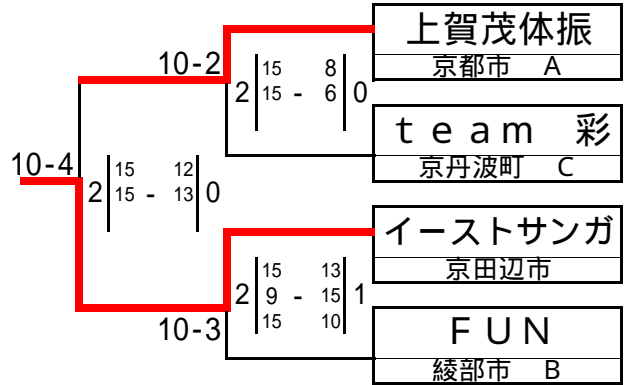 上賀茂体振
京都市 A
10-2
15 8
2 15 - 6 0
team 彩
京丹波町 C
10-4
15 12
2 15 - 13 0
イーストサンガ
京田辺市
15 13
2 9 - 15 1
15 10
10-3
FUN
綾部市 B